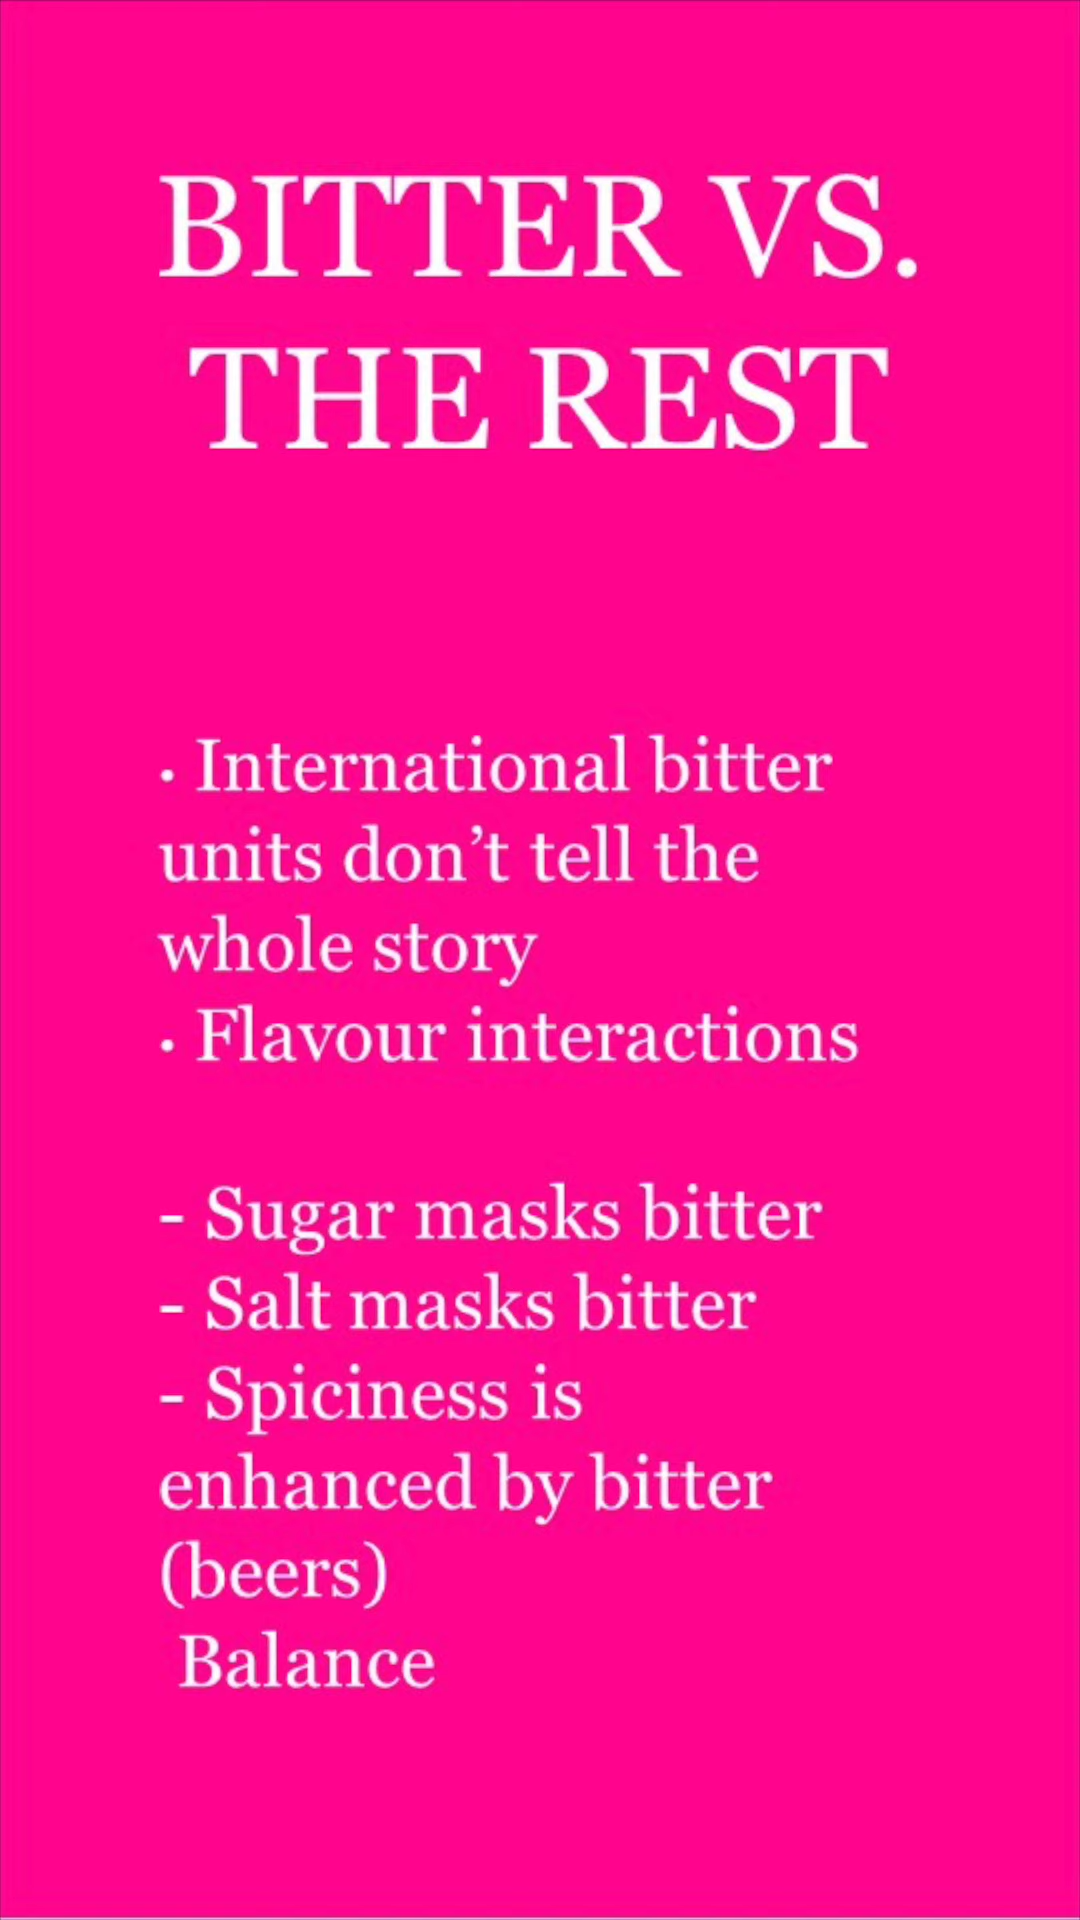 BITTER VS.
THE REST
• International bitter
units don’t tell the
whole story
• Flavour interactions
- Sugar masks bitter
- Salt masks bitter
- Spiciness is
enhanced by bitter
(beers)
Balance